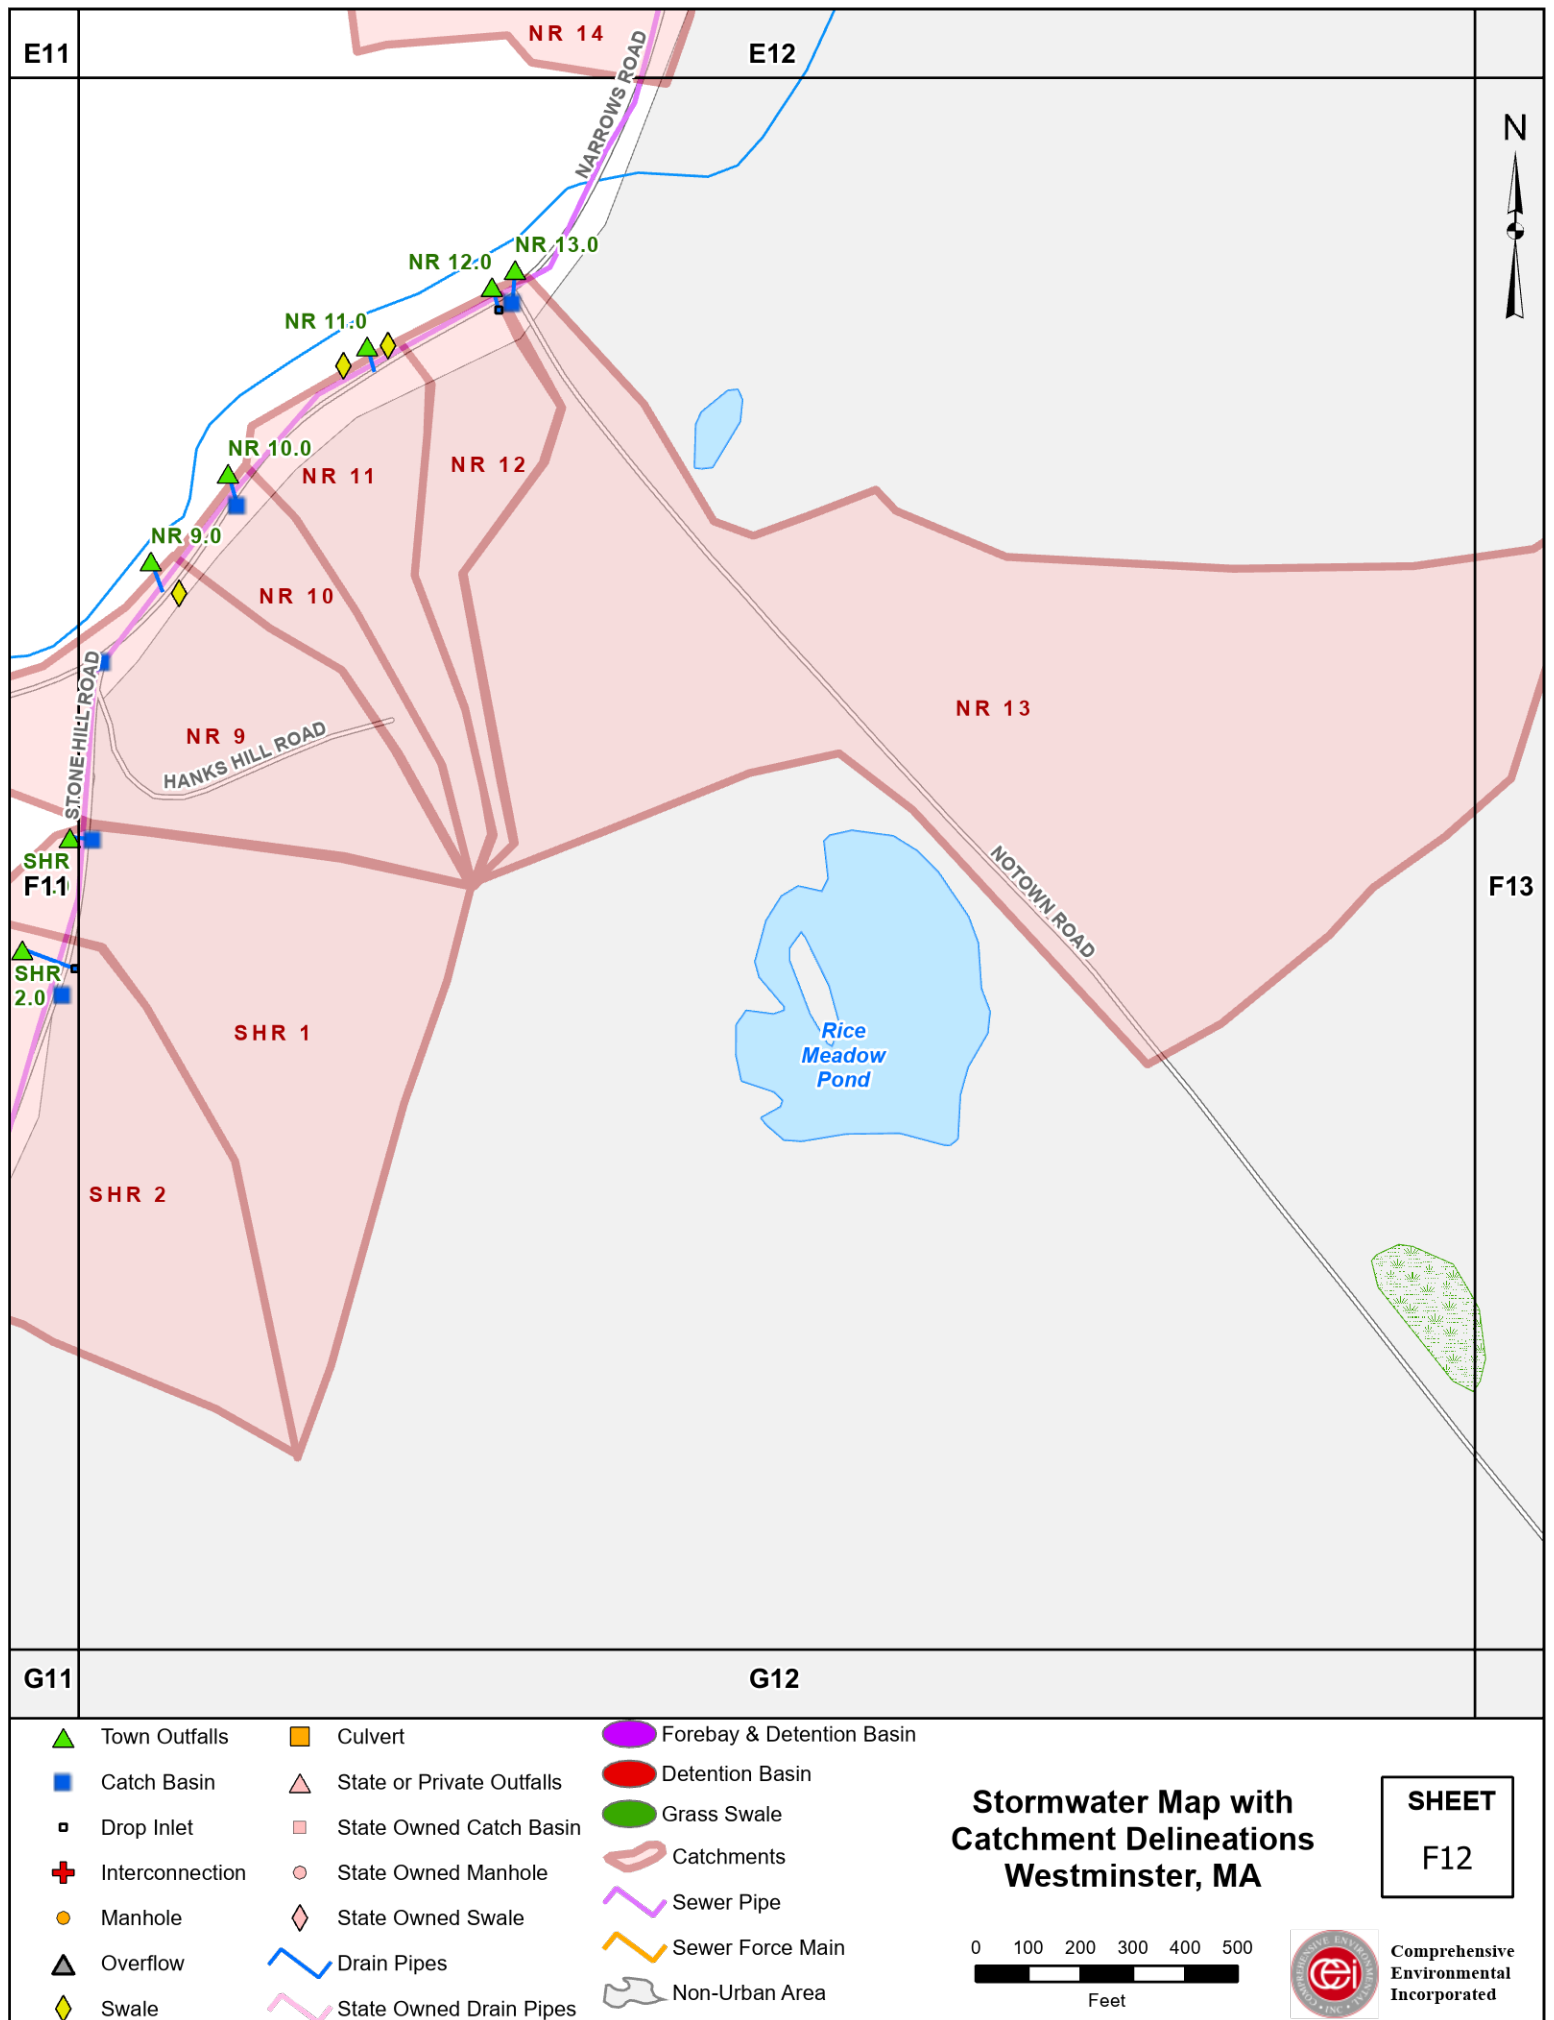 NR 14
E11
E12
NARROWS ROAD
N
NR 13.0
NR 12.0
NR 11.0
NR 10.0
NR 12
NR 11
NR 9.0
NR 10
STONE HILL ROAD
NR 13
NR 9
HANKS HILL ROAD
SHR
F11
NOTOWN ROAD
F13
SHR
2.0
SHR 1
Rice
Meadow
Pond
SHR 2
G11
G12
Town Outfalls
Catch Basin
Drop Inlet
Interconnection
Manhole
Overflow
Swale
Culvert
State or Private Outfalls
State Owned Catch Basin
State Owned Manhole
State Owned Swale
Drain Pipes
State Owned Drain Pipes
Forebay & Detention Basin
Detention Basin
Grass Swale
Catchments
Sewer Pipe
Sewer Force Main
Non-Urban Area
Stormwater Map with
Catchment Delineations
Westminster, MA
SHEET
F12
0 100 200 300 400 500
Feet
COMPREHENSIVE ENVIRONMENTAL
• INC •
cei
Comprehensive
Environmental
Incorporated